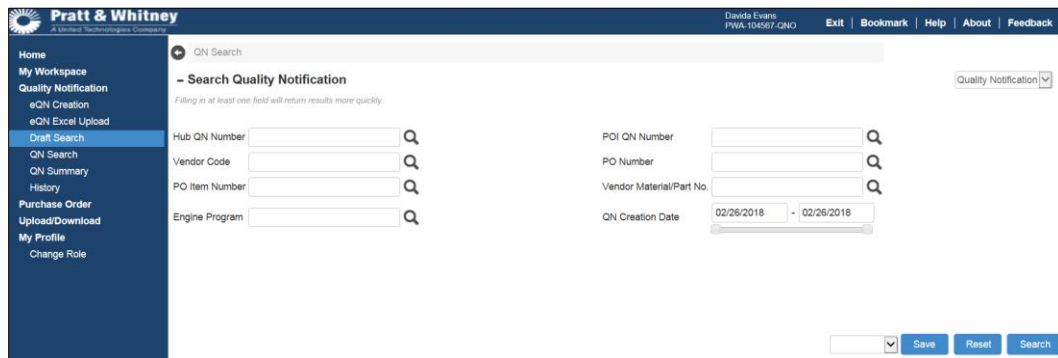 Pratt & Whitney
A United Technologies Company
Davida Evans
PWA-104567-QNO
Exit | Bookmark | Help | About | Feedback
Home
My Workspace
Quality Notification
eQN Creation
eQN Excel Upload
Draft Search
QN Search
QN Summary
History
Purchase Order
Upload/Download
My Profile
Change Role
QN Search
– Search Quality Notification
Quality Notification
Filling in at least one field will return results more quickly.
Hub QN Number
POI QN Number
Vendor Code
PO Number
PO Item Number
Vendor Material/Part No.
Engine Program
QN Creation Date
02/26/2018 - 02/26/2018
Save
Reset
Search